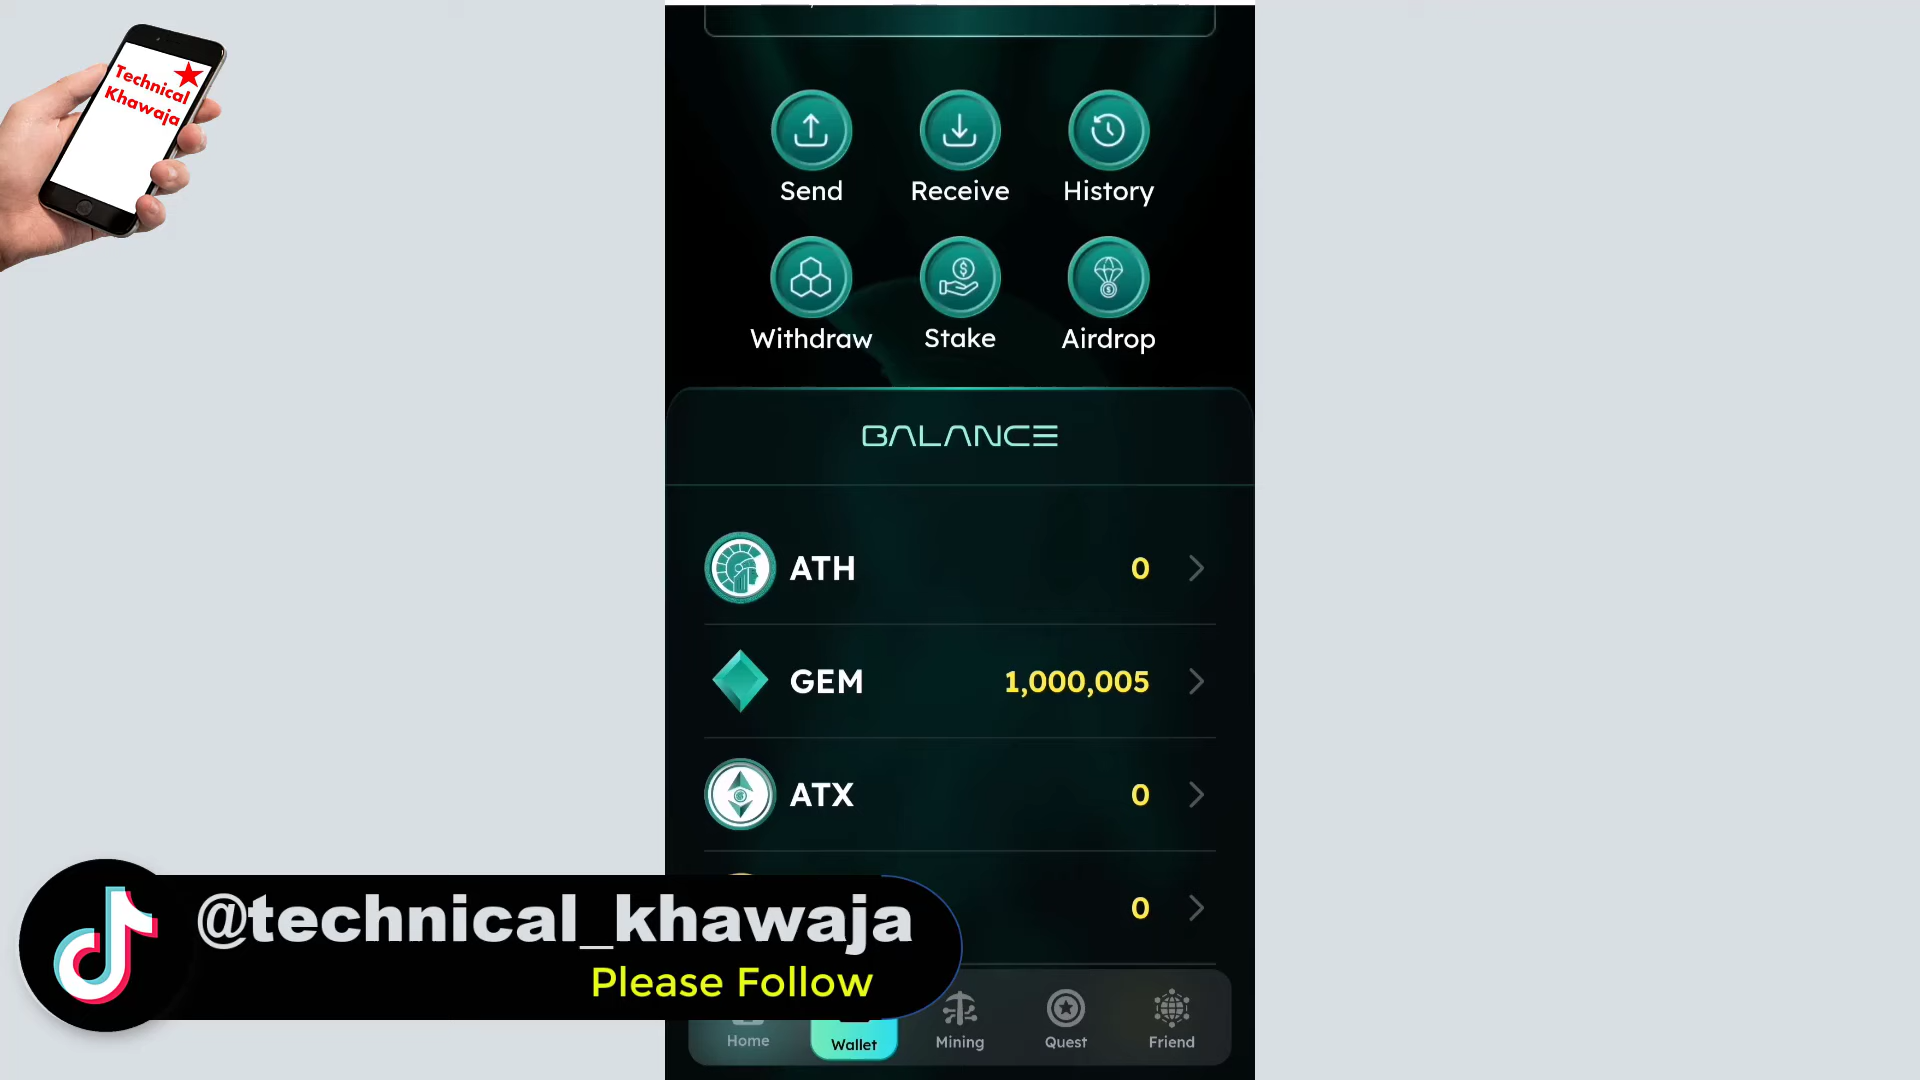 Technical
Khawaja
Send
Receive
History
Withdraw
Stake
Airdrop
BALANCE
ATH
0
GEM
1,000,005
ATX
0
0
@technical_khawaja
Please Follow
Home
Wallet
Mining
Quest
Friend